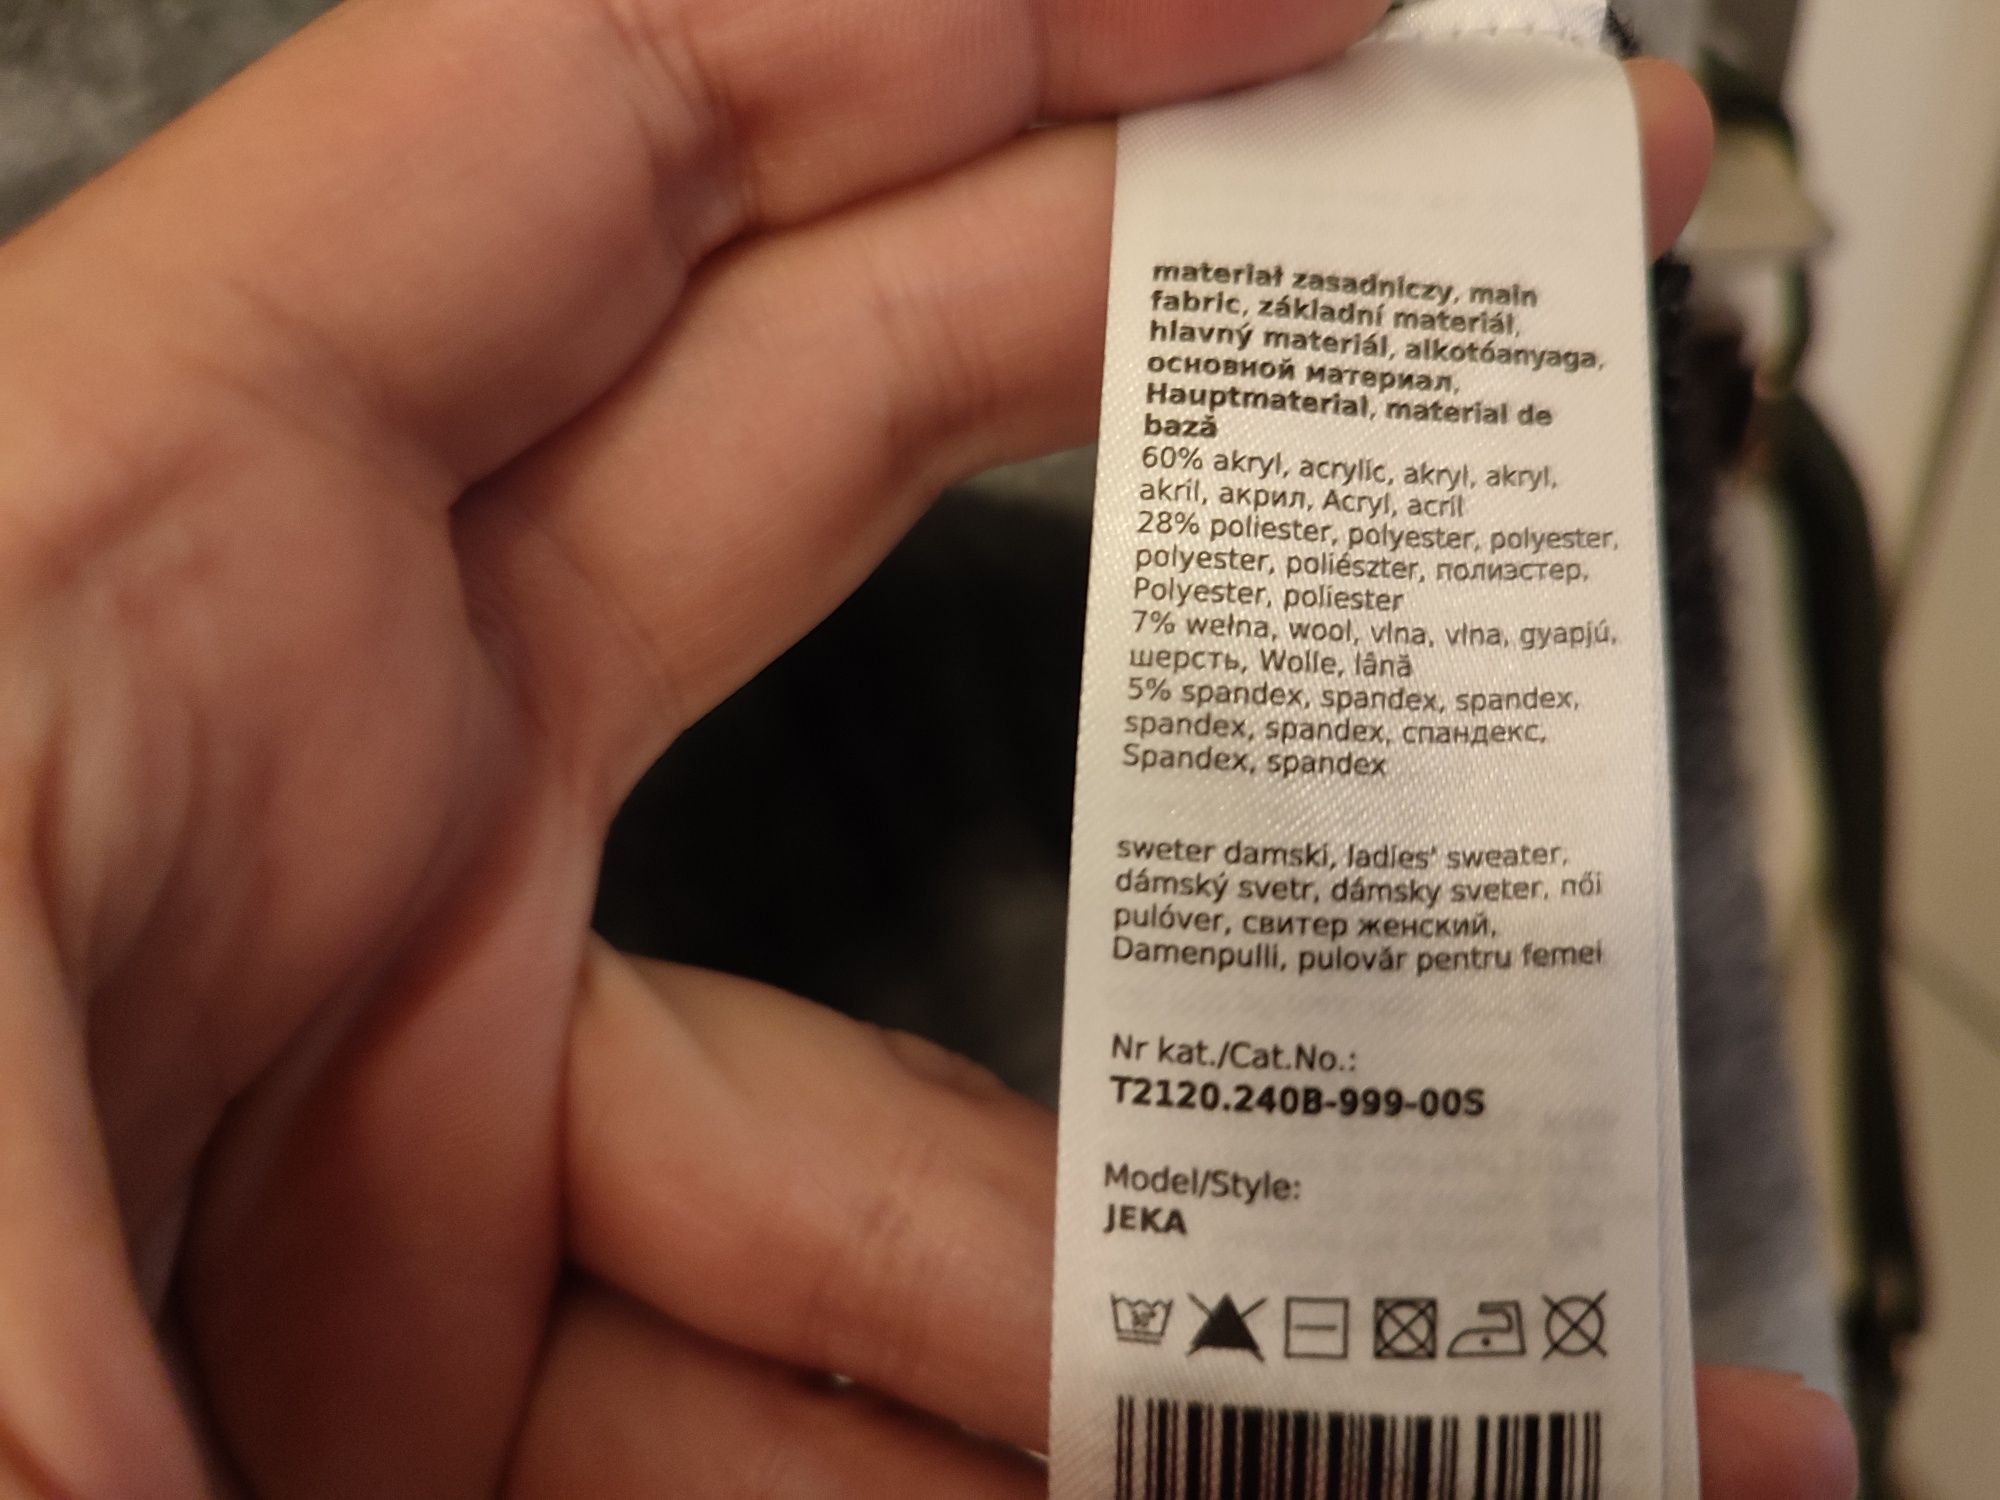 materiał zasadniczy, main
fabric, základní materiál,
hlavný materiál, alkotóanyaga,
основной материал,
Hauptmaterial, material de
bază
60% akryl, acrylic, akryl, akryl,
akril, акрил, Acryl, acril
28% poliester, polyester, polyester,
polyester, poliészter, полиэстер,
Polyester, poliester
7% wełna, wool, vlna, vlna, gyapjú,
шерсть, Wolle, lână
5% spandex, spandex, spandex,
spandex, spandex, спандекс,
Spandex, spandex
sweter damski, ladies' sweater,
dámský svetr, dámsky sveter, női
pulóver, свитер женский,
Damenpulli, pulovăr pentru femei
Nr kat./Cat.No.:
T2120.240B-999-00S
Model/Style:
JEKA
30°